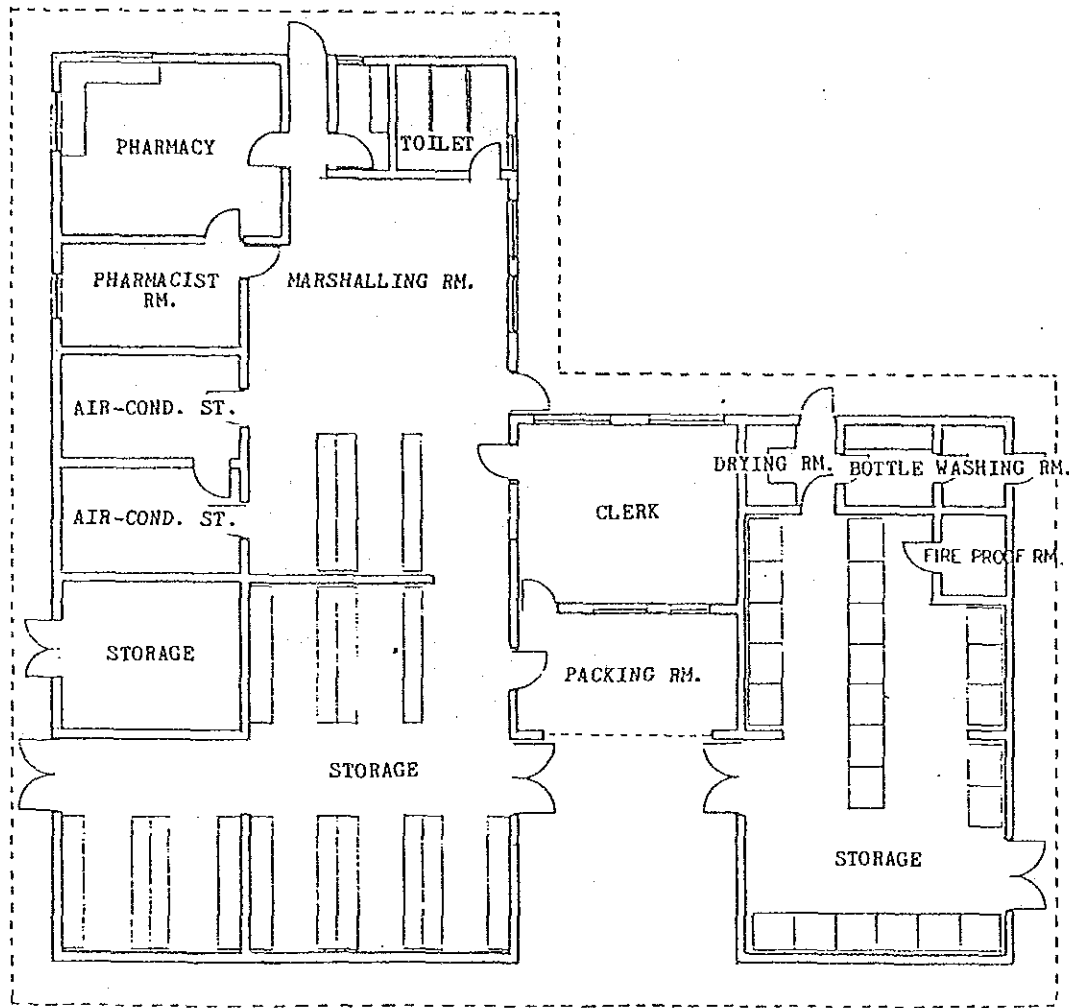 PHARMACY
TOILET
PHARMACIST
RM.
MARSHALLING RM.
AIR-COND. ST.
DRYING RM.
BOTTLE WASHING RM.
AIR-COND. ST.
CLERK
FIRE PROOF RM.
STORAGE
PACKING RM.
STORAGE
STORAGE